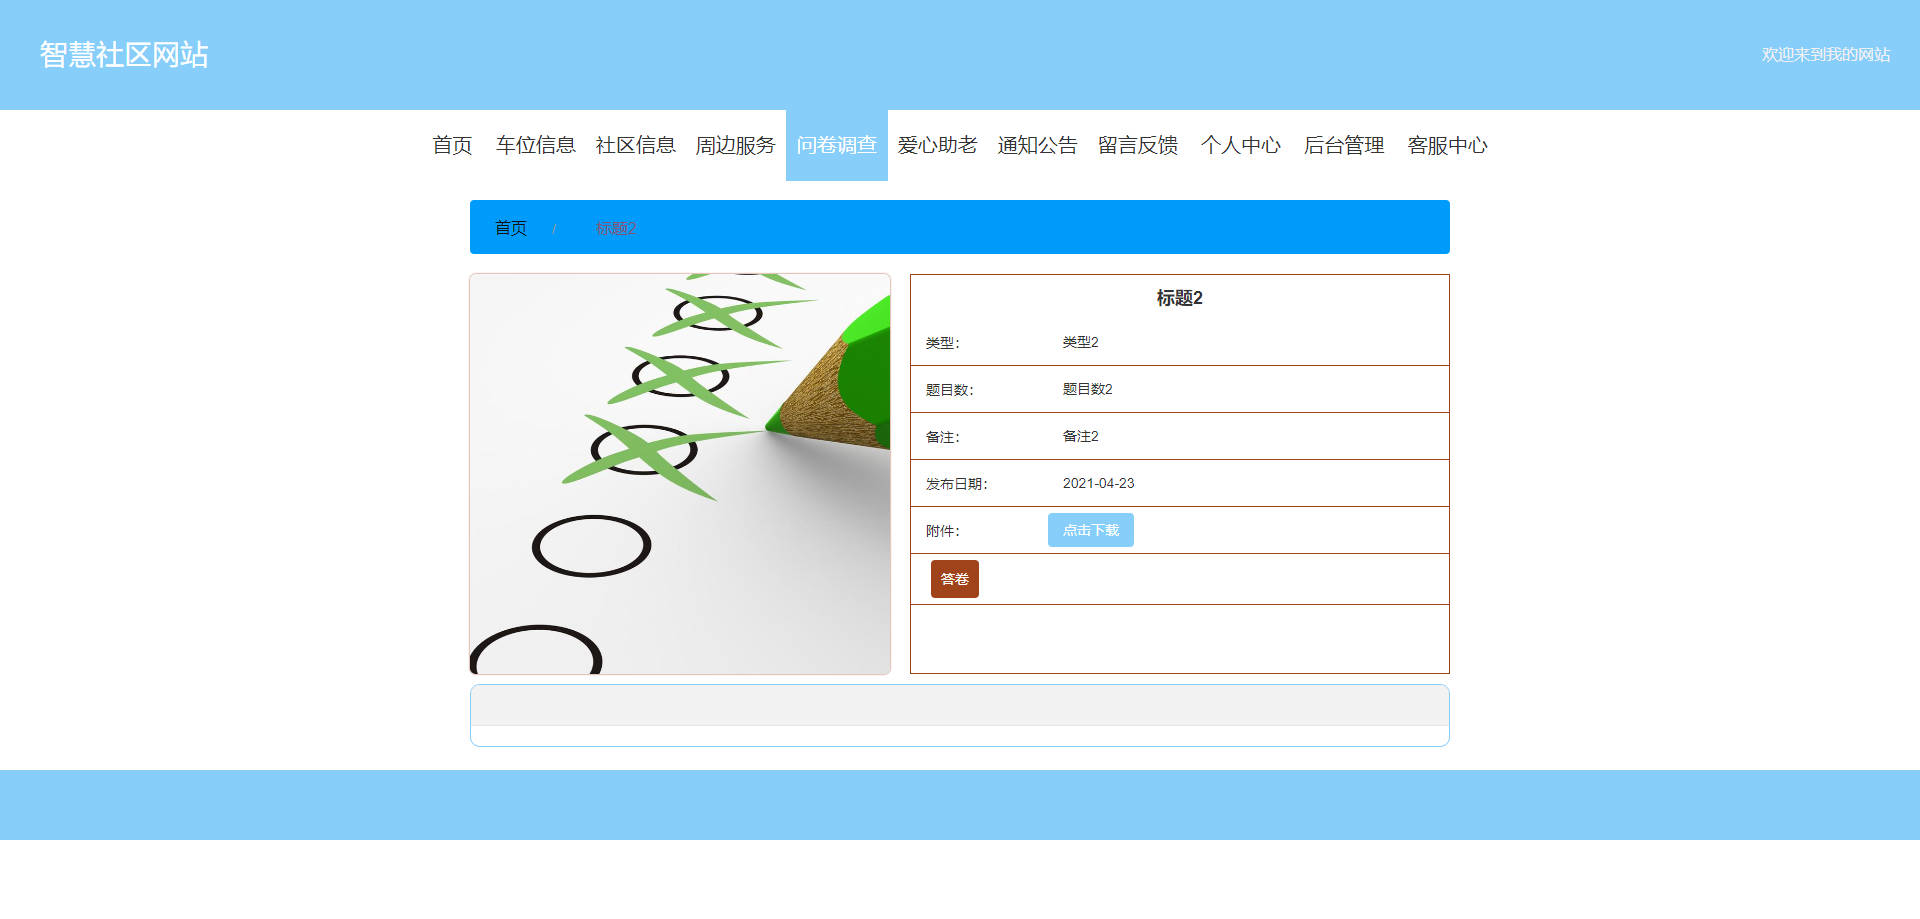 智慧社区网站
欢迎来到我的网站
首页 车位信息 社区信息 周边服务 问卷调查 爱心助老 通知公告 留言反馈 个人中心 后台管理 客服中心
首页 / 标题2
标题2
类型： 类型2
题目数： 题目数2
备注： 备注2
发布日期： 2021-04-23
附件： 点击下载
答卷